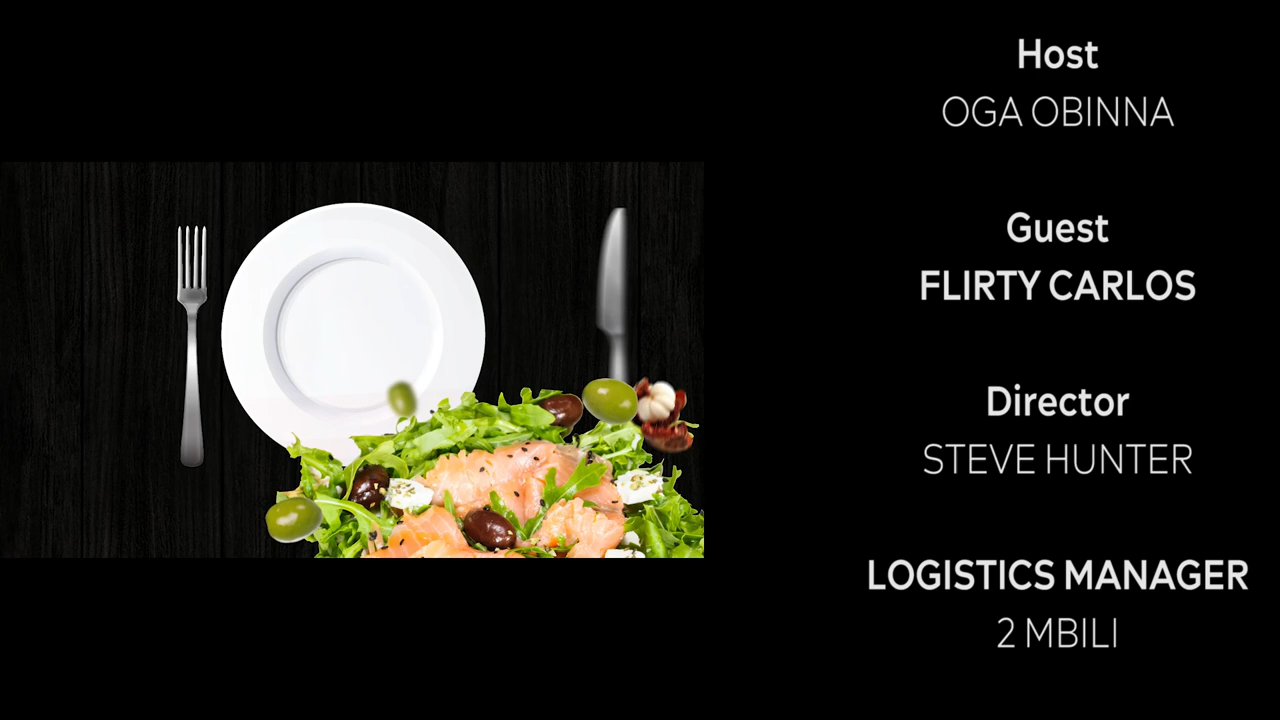 Host
OGA OBINNA
Guest
FLIRTY CARLOS
Director
STEVE HUNTER
LOGISTICS MANAGER
2 MBILI